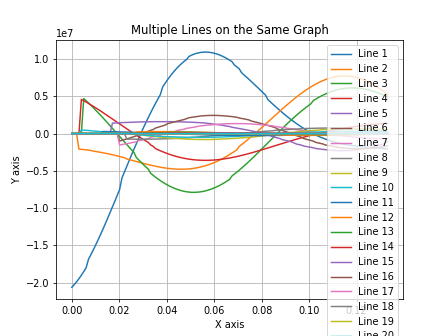 Multiple Lines on the Same Graph
1e7
1.0
0.5
0.0
−0.5
−1.0
−1.5
−2.0
Y axis
0.00
0.02
0.04
0.06
0.08
0.10
X axis
Line 1
Line 2
Line 3
Line 4
Line 5
Line 6
Line 7
Line 8
Line 9
Line 10
Line 11
Line 12
Line 13
Line 14
Line 15
Line 16
Line 17
Line 18
Line 19
Line 20